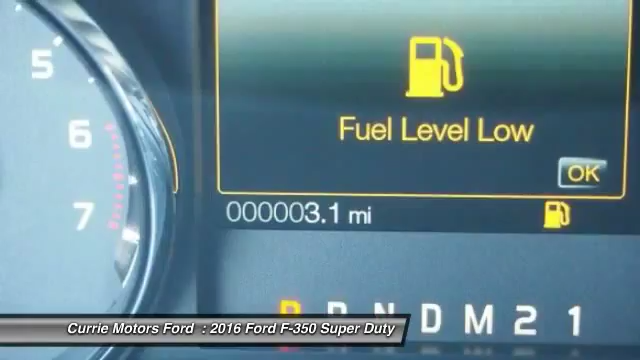 5
6
7
Fuel Level Low
OK
000003.1 mi
P R N D M 2 1
Currie Motors Ford : 2016 Ford F-350 Super Duty